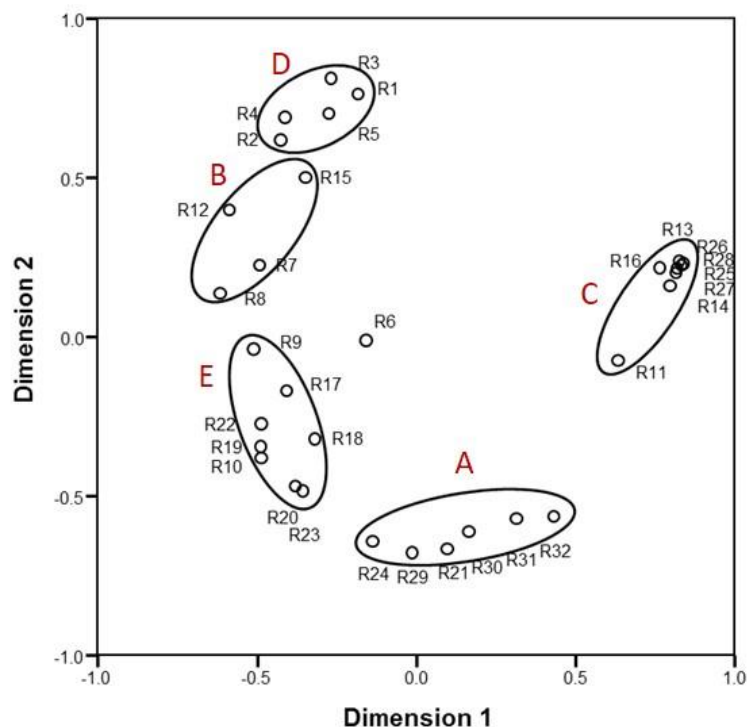 1.0
D
R3
R1
R4
R2
R5
0.5
B
R15
R12
R7
R8
R13
R26
R16
R28
R25
R27
R14
C
R11
Dimension 2
0.0
R6
R9
E
R17
R22
R18
R19
R10
R20
R23
A
-0.5
R24
R29
R21
R30
R31
R32
-1.0
-1.0 -0.5 0.0 0.5 1.0
Dimension 1